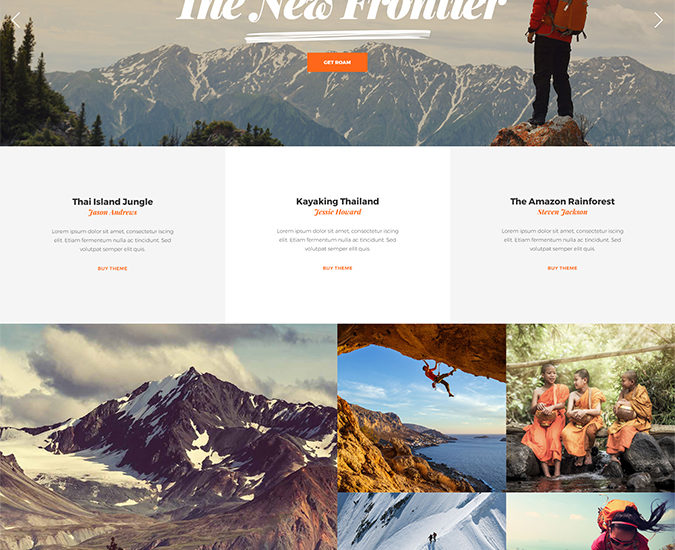 The New Frontier
GET ROAM
Thai Island Jungle
Jason Andrews
Lorem ipsum dolor sit amet, consectetur adipiscing
elit. Etiam fermentum nulla ac tincidunt. Sed
volutpat semper elit quis.
BUY THEME
Kayaking Thailand
Jessie Howard
Lorem ipsum dolor sit amet, consectetur adipiscing
elit. Etiam fermentum nulla ac tincidunt. Sed
volutpat semper elit quis.
BUY THEME
The Amazon Rainforest
Steven Jackson
Lorem ipsum dolor sit amet, consectetur adipiscing
elit. Etiam fermentum nulla ac tincidunt. Sed
volutpat semper elit quis.
BUY THEME